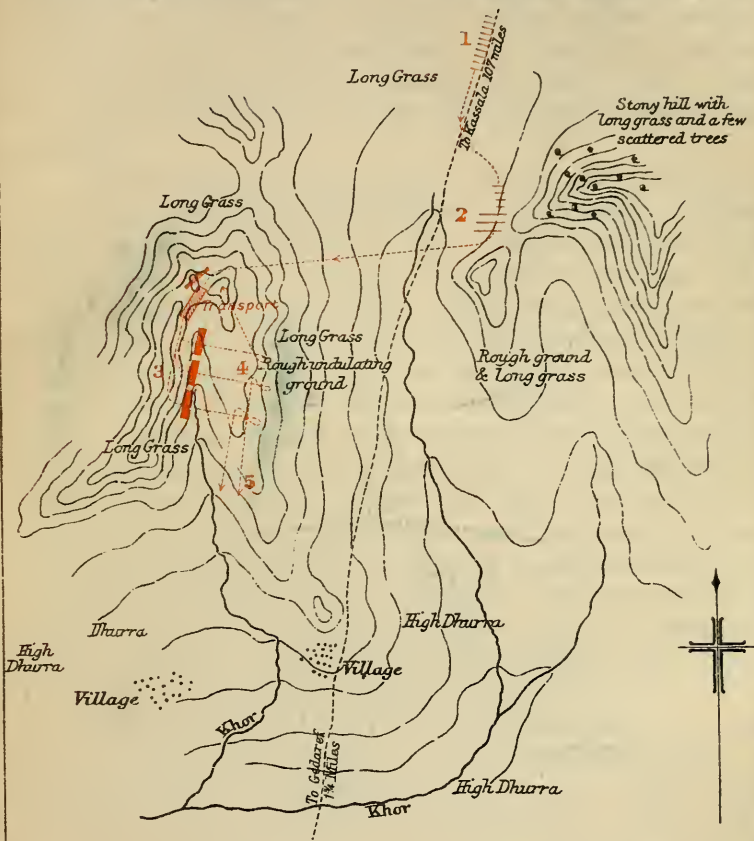 1
To Kassala 107 miles
Long Grass
Stony hill with
long grass and a few
scattered trees
Long Grass
2
Transport
Long Grass
Rough undulating
ground
3
4
Rough ground
& long grass
Long Grass
5
Dhurra
High Dhurra
High
Dhurra
Village
Village
Khor
To Gedaref
1¾ Miles
High Dhurra
Khor